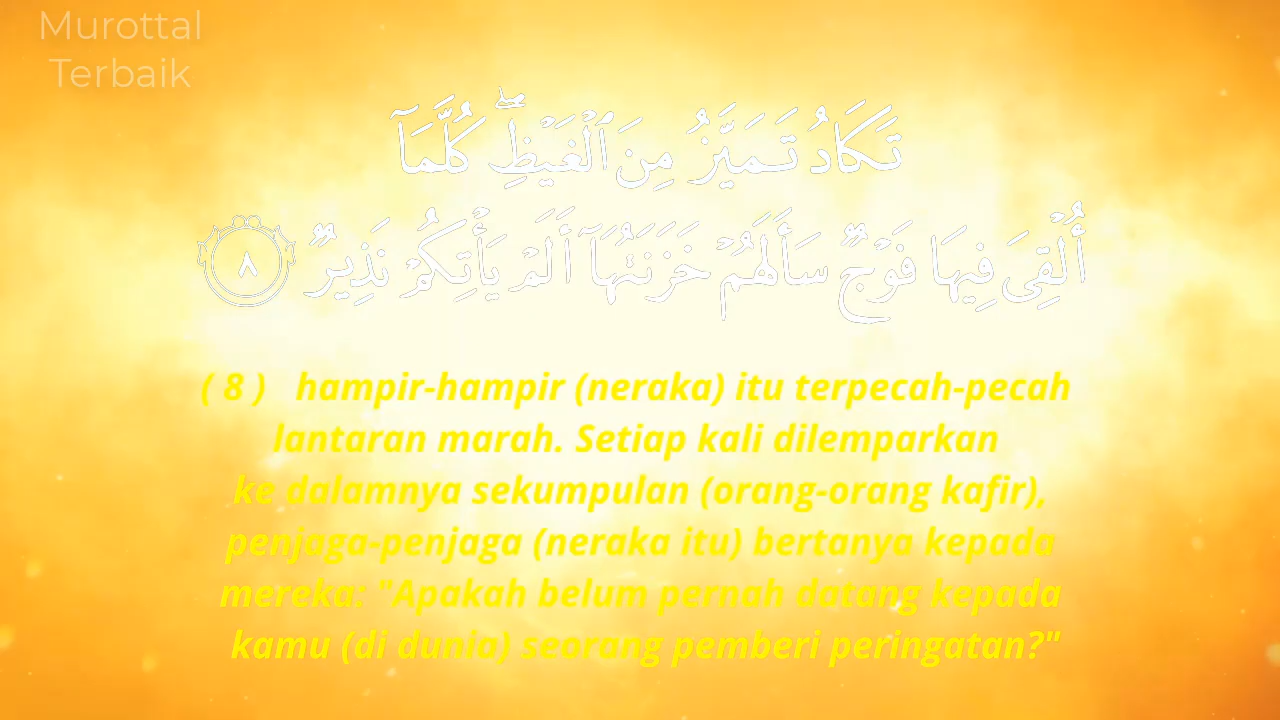 Murottal
Terbaik
تَكَادُ تَمَيَّزُ مِنَ ٱلْغَيْظِ ۖ كُلَّمَآ
أُلْقِىَ فِيهَا فَوْجٌ سَأَلَهُمْ خَزَنَتُهَآ أَلَمْ يَأْتِكُمْ نَذِيرٌ ٨
( 8 ) hampir-hampir (neraka) itu terpecah-pecah
lantaran marah. Setiap kali dilemparkan
ke dalamnya sekumpulan (orang-orang kafir),
penjaga-penjaga (neraka itu) bertanya kepada
mereka: "Apakah belum pernah datang kepada
kamu (di dunia) seorang pemberi peringatan?"